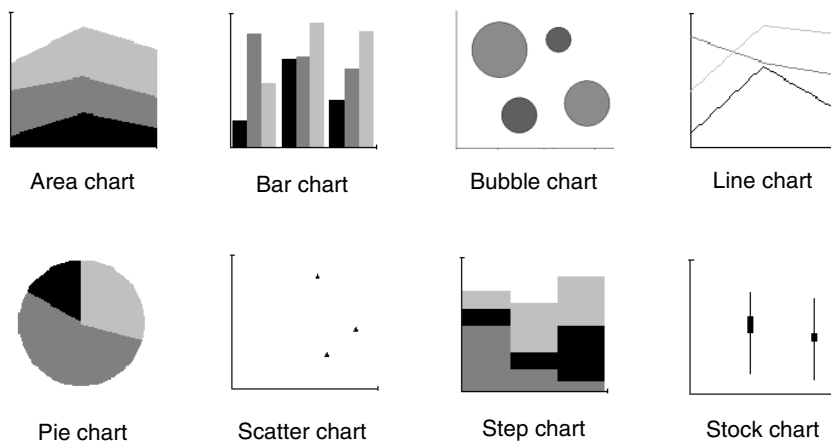 Area chart
Bar chart
Bubble chart
Line chart
Pie chart
Scatter chart
Step chart
Stock chart